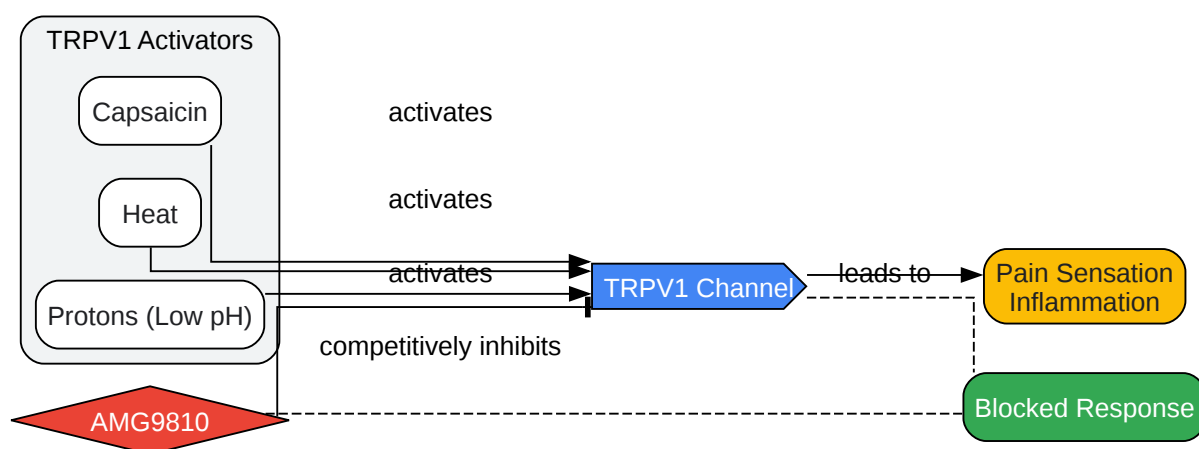 TRPV1 Activators
Capsaicin
activates
Heat
activates
activates
TRPV1 Channel
leads to
Pain Sensation
Inflammation
Protons (Low pH)
competitively inhibits
AMG9810
Blocked Response